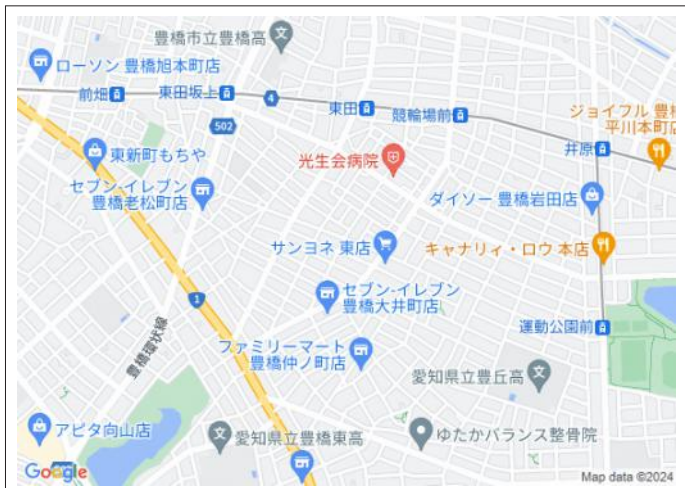 豊橋市立豊橋高
ローソン 豊橋旭本町店
前畑
東田坂上
4
東田
競輪場前
ジョイフル 豊橋
平川本町店
502
東新町もちや
光生会病院
井原
セブン-イレブン
豊橋老松町店
ダイソー 豊橋岩田店
サンヨネ 東店
キャナリィ・ロウ 本店
セブン-イレブン
豊橋大井町店
1
運動公園前
豊橋環状線
ファミリーマート
豊橋仲ノ町店
愛知県立豊丘高
アピタ向山店
愛知県立豊橋東高
ゆたかバランス整骨院
Google
Map data ©2024